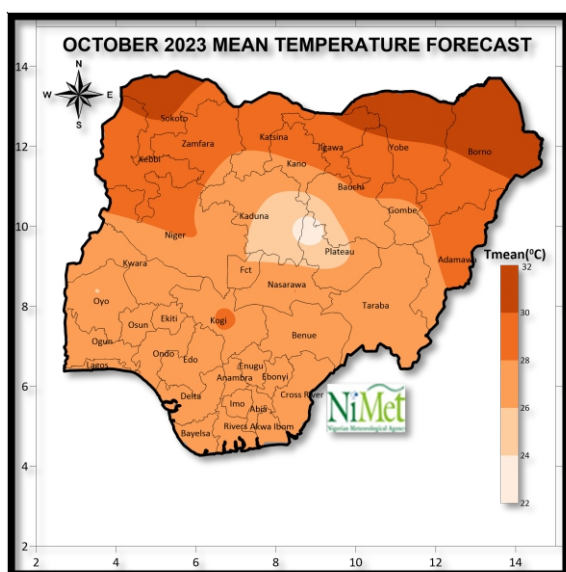 OCTOBER 2023 MEAN TEMPERATURE FORECAST
14
N
W E
S
Sokoto
Katsina
Zamfara
Jigawa
Yobe
12
Kebbi
Borno
Kano
Bauchi
Gombe
Kaduna
10
Niger
Plateau
Adamawa
Tmean(⁰C)
Kwara
Fct
32
Nasarawa
8
Oyo
Taraba
30
Osun
Ekiti
Kogi
Ogun
Benue
28
Ondo
Edo
Lagos
Enugu
6
Anambra
Ebonyi
26
Delta
Imo
Abia
Cross River
NiMet
Nigerian Meteorological Agency
24
Bayelsa
Rivers
Akwa Ibom
4
22
2
2 4 6 8 10 12 14